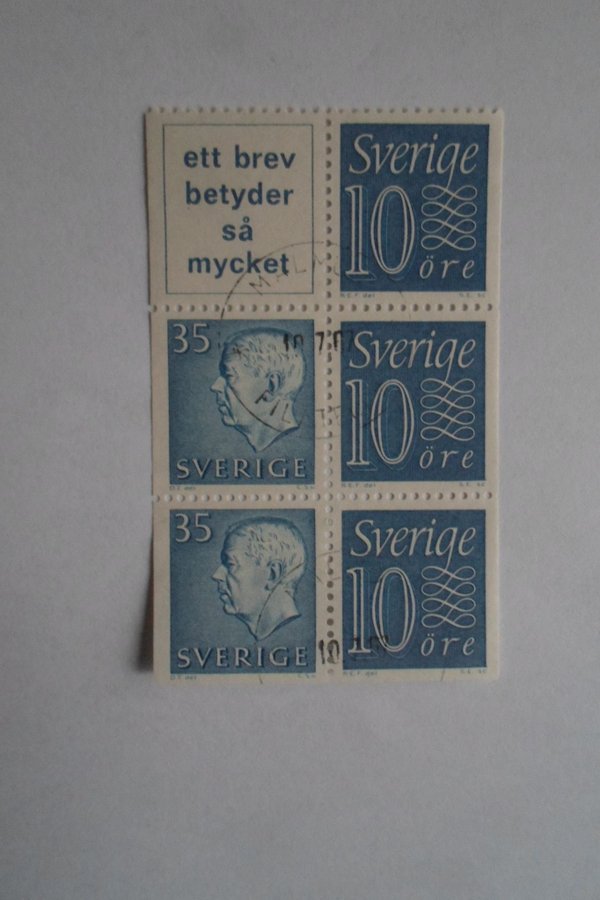 ett brev
betyder
så
mycket
Sverige
10
öre
35
SVERIGE
Sverige
10
öre
35
SVERIGE
Sverige
10
öre